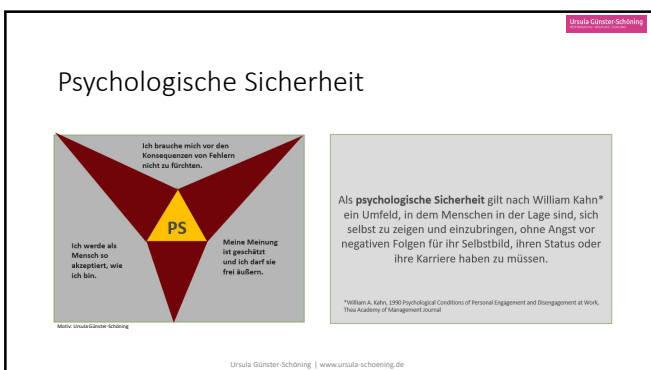 Ursula Günster-Schöning
Psychologische Sicherheit
Ich brauche mich vor den
Konsequenzen von Fehlern
nicht zu fürchten.
PS
Ich werde als
Mensch so
akzeptiert, wie
ich bin.
Meine Meinung
ist geschätzt
und ich darf sie
frei äußern.
Motiv: Ursula Günster-Schöning
Als psychologische Sicherheit gilt nach William Kahn*
ein Umfeld, in dem Menschen in der Lage sind, sich
selbst zu zeigen und einzubringen, ohne Angst vor
negativen Folgen für ihr Selbstbild, ihren Status oder
ihre Karriere haben zu müssen.
*William A. Kahn, 1990 Psychological Conditions of Personal Engagement and Disengagement at Work,
Thea Academy of Management Journal
Ursula Günster-Schöning | www.ursula-schoening.de